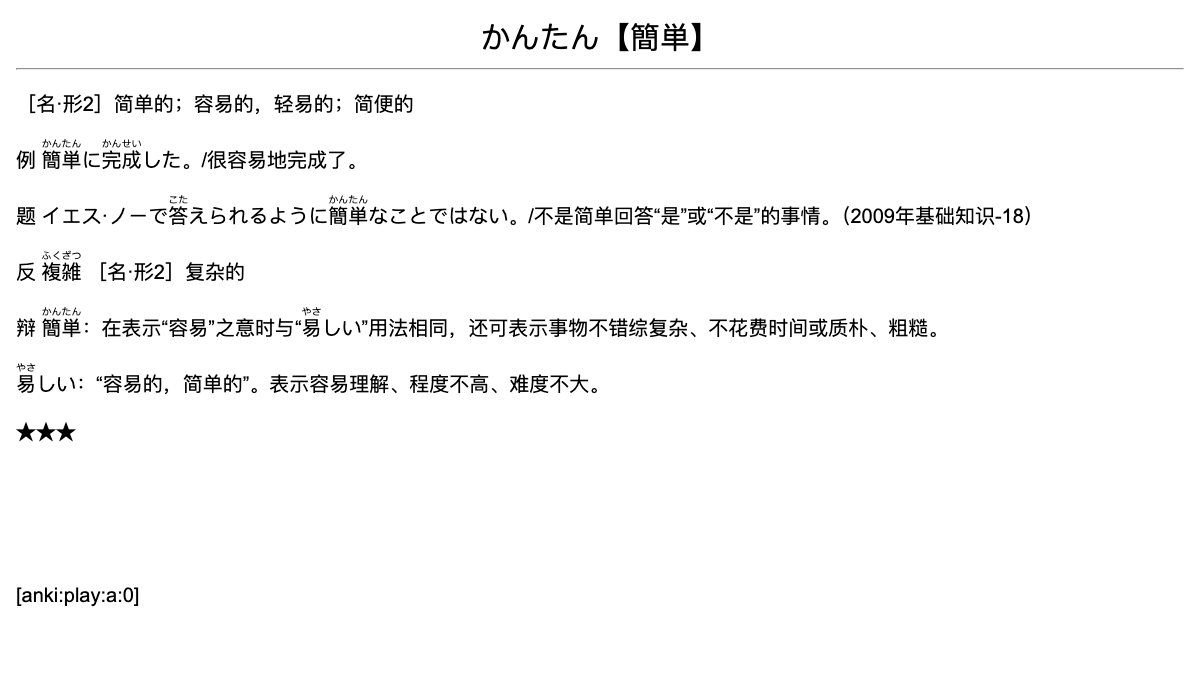 かんたん【簡単】
［名·形2］简单的；容易的，轻易的；简便的
かんたん かんせい
例 簡単に完成した。/很容易地完成了。
こた かんたん
题 イエス·ノーで答えられるように簡単なことではない。/不是简单回答“是”或“不是”的事情。（2009年基础知识-18）
ふくざつ
反 複雑 ［名·形2］复杂的
かんたん やさ
辩 簡単：在表示“容易”之意时与“易しい”用法相同，还可表示事物不错综复杂、不花费时间或质朴、粗糙。
やさ
易しい：“容易的，简单的”。表示容易理解、程度不高、难度不大。
★★★
[anki:play:a:0]